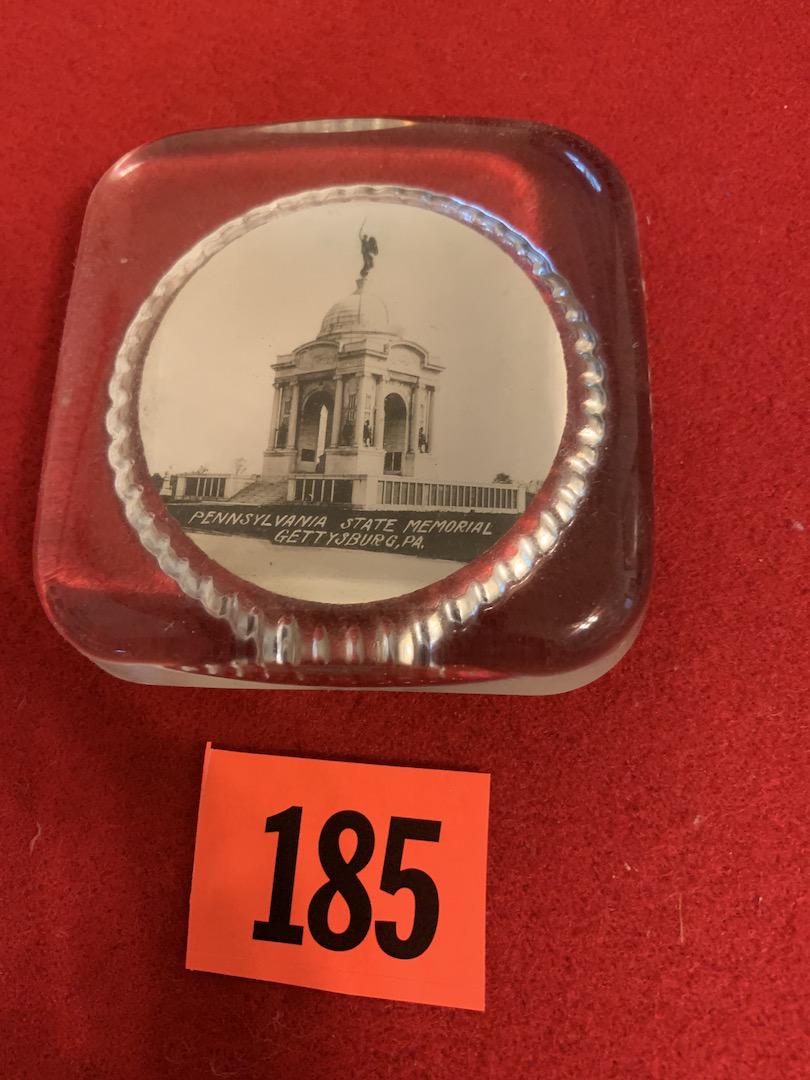 PENNSYLVANIA STATE MEMORIAL
GETTYSBURG, PA.
185